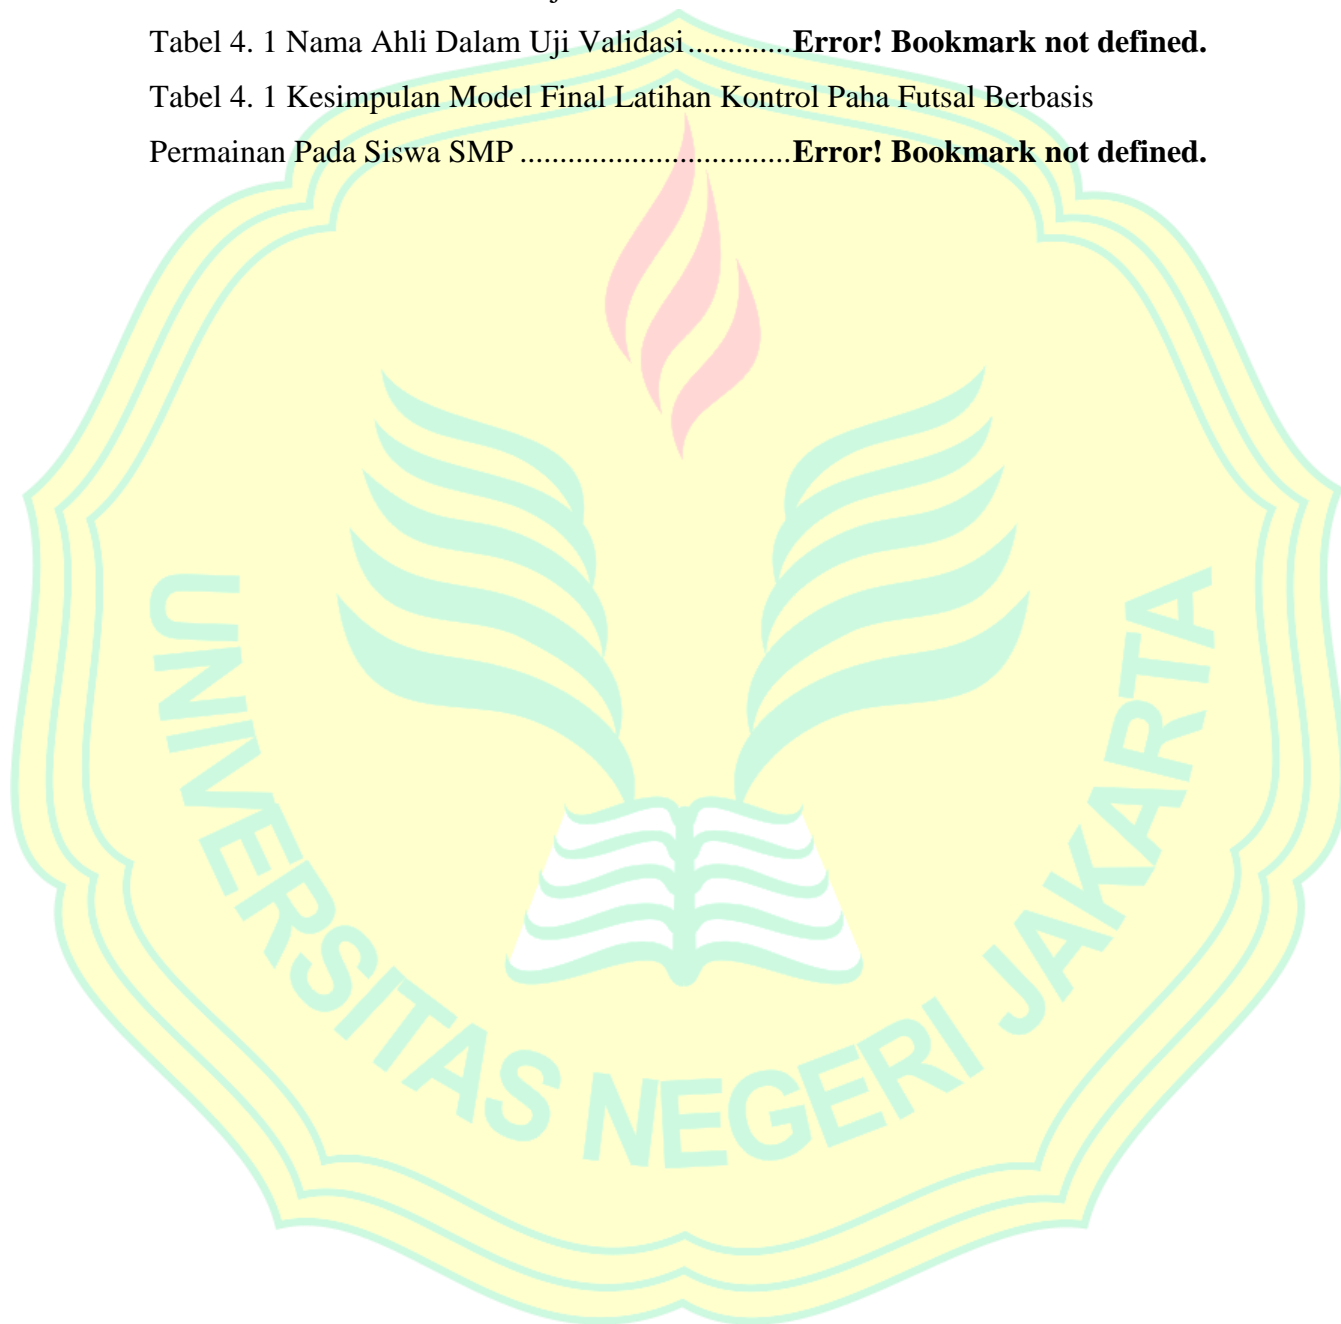 Tabel 4. 1 Nama Ahli Dalam Uji Validasi.............Error! Bookmark not defined.
Tabel 4. 1 Kesimpulan Model Final Latihan Kontrol Paha Futsal Berbasis
Permainan Pada Siswa SMP .................................Error! Bookmark not defined.
UNIVERSITAS NEGERI JAKARTA